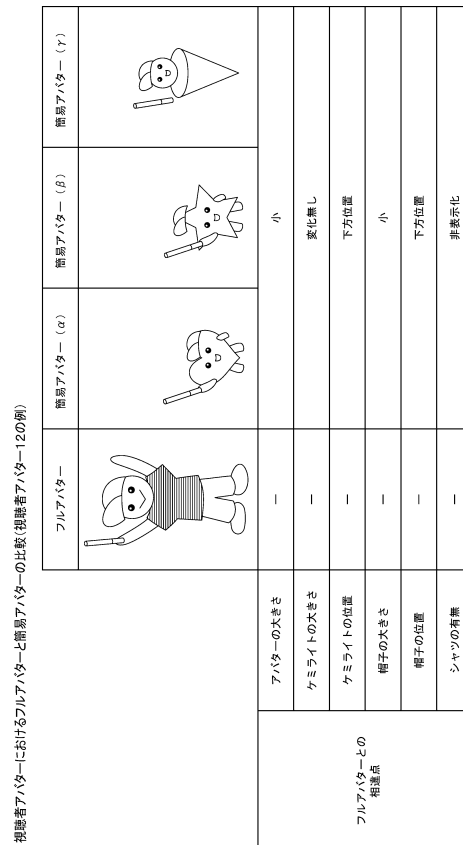 視聴者アバターにおけるフルアバターと簡易アバターの比較(視聴者アバター12の例)
フルアバター
簡易アバター(α)
簡易アバター(β)
簡易アバター(γ)
フルアバターとの
相違点
アバターの大きさ
－
小
ケミライトの大きさ
－
変化無し
ケミライトの位置
－
下方位置
帽子の大きさ
－
小
帽子の位置
－
下方位置
シャツの有無
－
非表示化